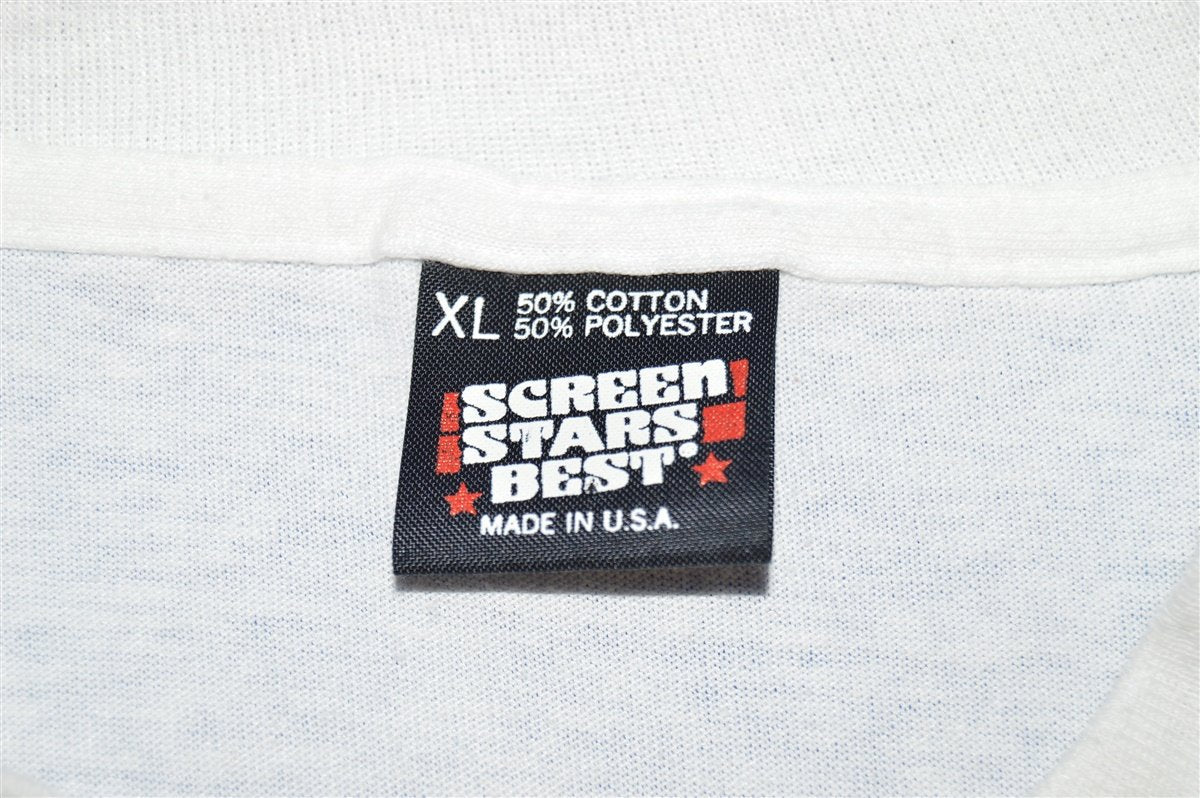 XL 50% COTTON
50% POLYESTER
SCREEN
STARS
BEST
MADE IN U.S.A.